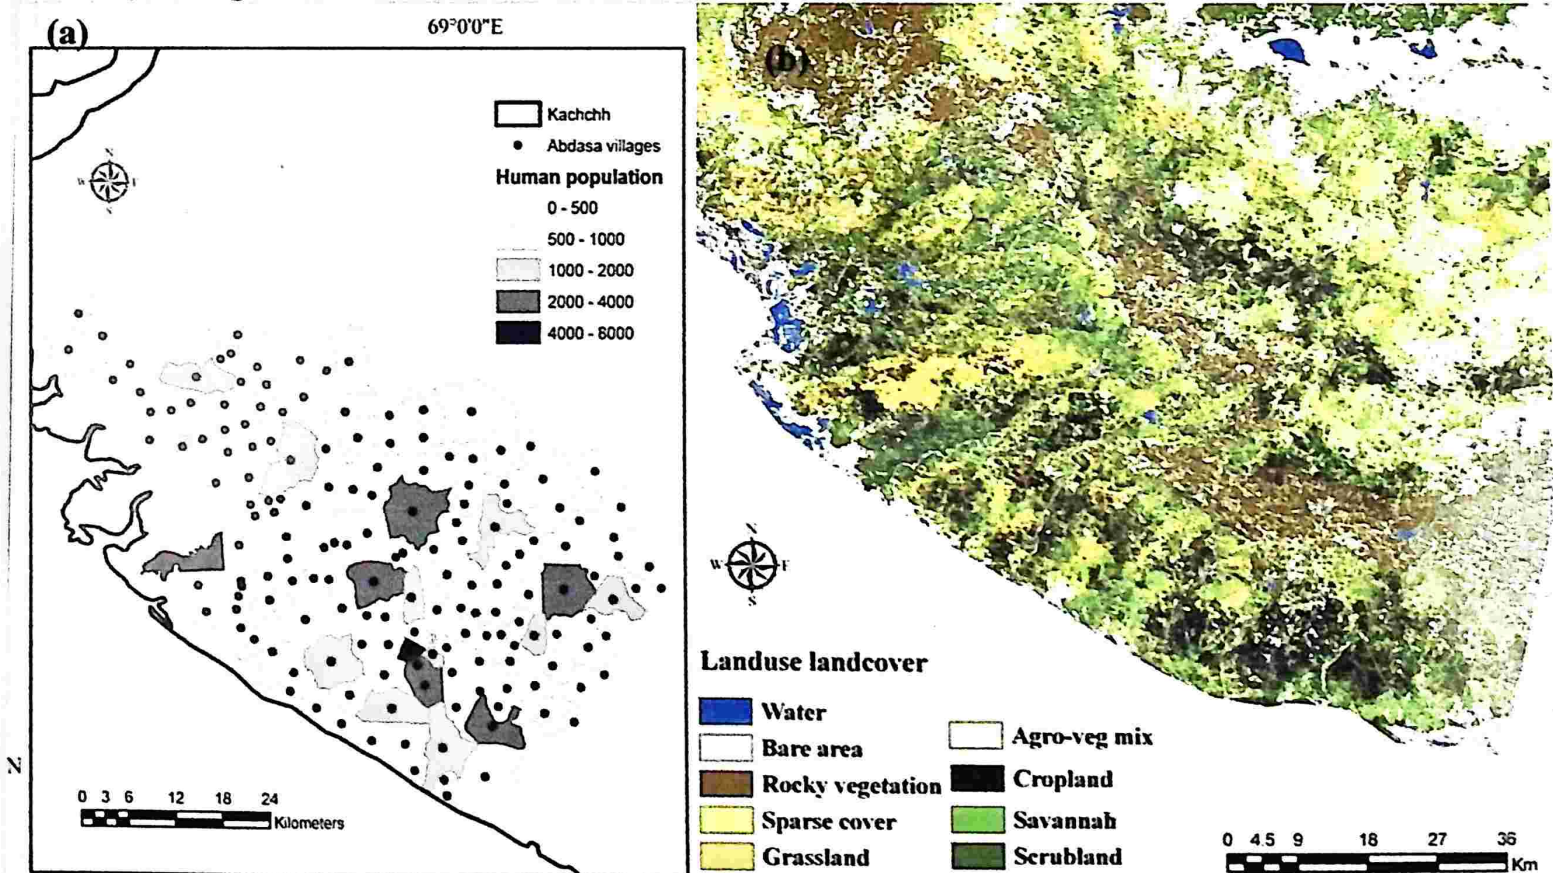 (a)
69°0'0"E
Kachchh
Abdasa villages
Human population
0 - 500
500 - 1000
1000 - 2000
2000 - 4000
4000 - 6000
N
W E
S
N
0 3 6 12 18 24
Kilometers
(b)
N
W E
S
Landuse landcover
Water
Bare area
Rocky vegetation
Sparse cover
Grassland
Agro-veg mix
Cropland
Savannah
Scrubland
0 4.5 9 18 27 36
Km